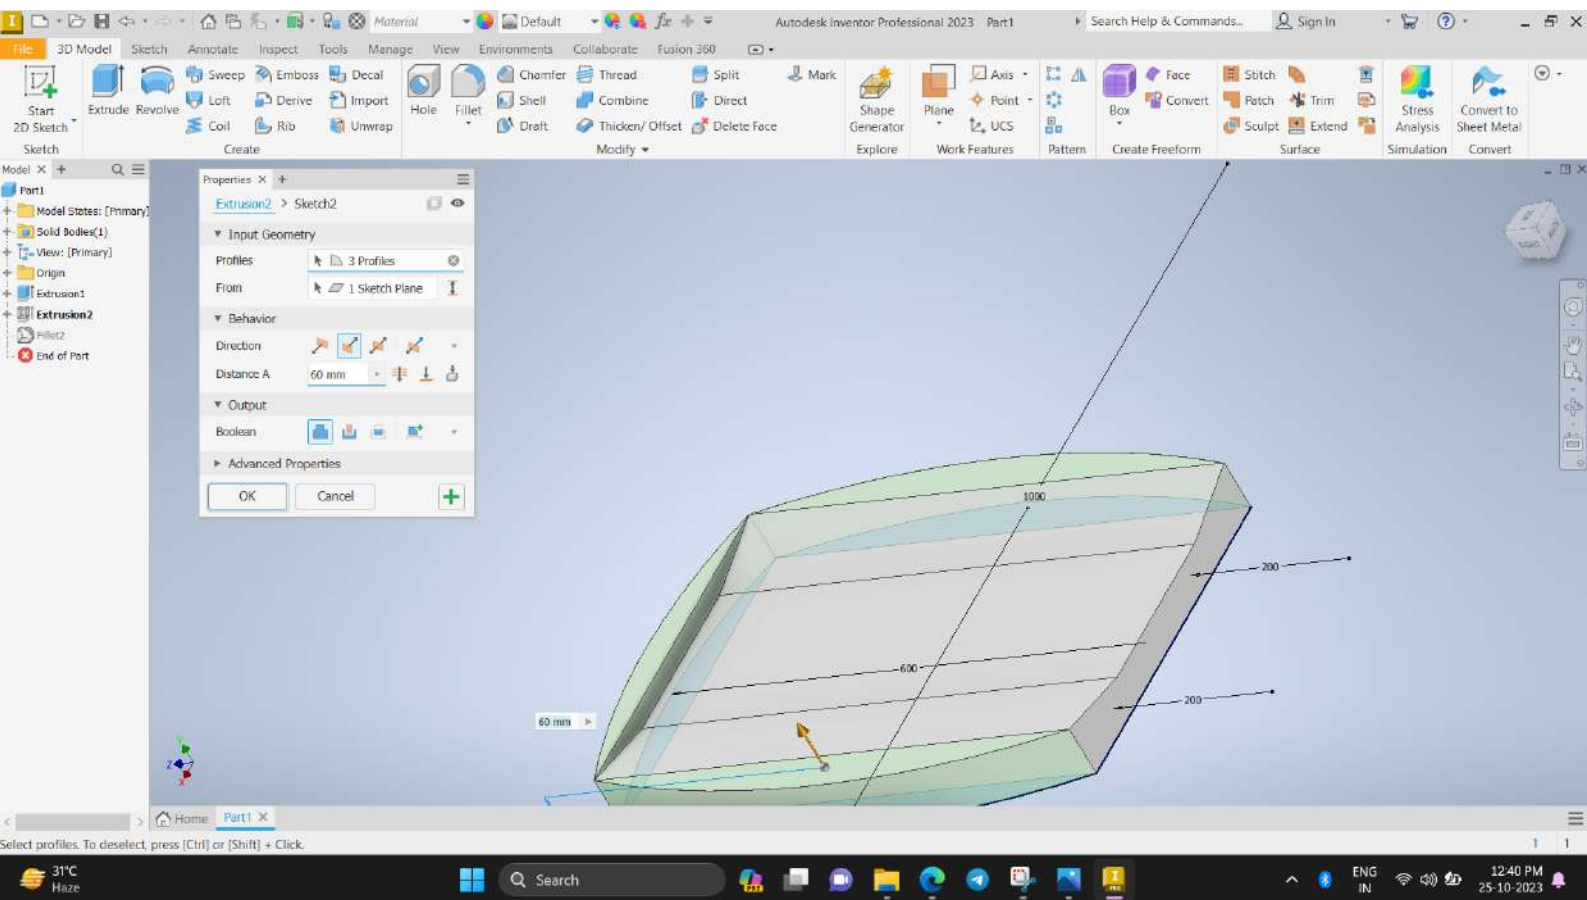 Material Default fx Autodesk Inventor Professional 2023 Part1 Search Help & Commands... Sign In
File 3D Model Sketch Annotate Inspect Tools Manage View Environments Collaborate Fusion 360
Start 2D Sketch
Extrude Revolve
Sweep Emboss Decal
Loft Derive Import
Coil Rib Unwrap
Hole Fillet
Chamfer Thread Split Mark
Shell Combine Direct
Draft Thicken/ Offset Delete Face
Shape Generator
Plane
Axis
Point
UCS
Box
Face
Convert
Stitch
Patch Trim
Sculpt Extend
Stress Analysis
Convert to Sheet Metal
Sketch Create Modify Explore Work Features Pattern Create Freeform Surface Simulation Convert
Model X +
Part1
Model States: [Primary]
Solid Bodies(1)
View: [Primary]
Origin
Extrusion1
Extrusion2
Fillet2
End of Part
Properties X +
Extrusion2 > Sketch2
Input Geometry
Profiles 3 Profiles
From 1 Sketch Plane
Behavior
Direction
Distance A 60 mm
Output
Boolean
Advanced Properties
OK Cancel +
1000
200
600
200
60 mm
Y
Z
X
Home Part1 X
Select profiles. To deselect, press [Ctrl] or [Shift] + Click. 1 1
31°C
Haze
Search
ENG
IN
12:40 PM
25-10-2023